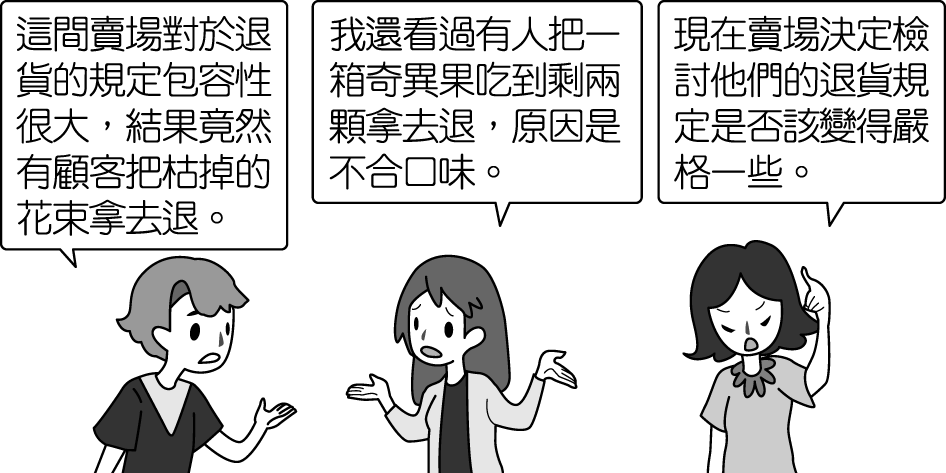 這間賣場對於退
貨的規定包容性
很大，結果竟然
有顧客把枯掉的
花束拿去退。
我還看過有人把一
箱奇異果吃到剩兩
顆拿去退，原因是
不合口味。
現在賣場決定檢
討他們的退貨規
定是否該變得嚴
格一些。